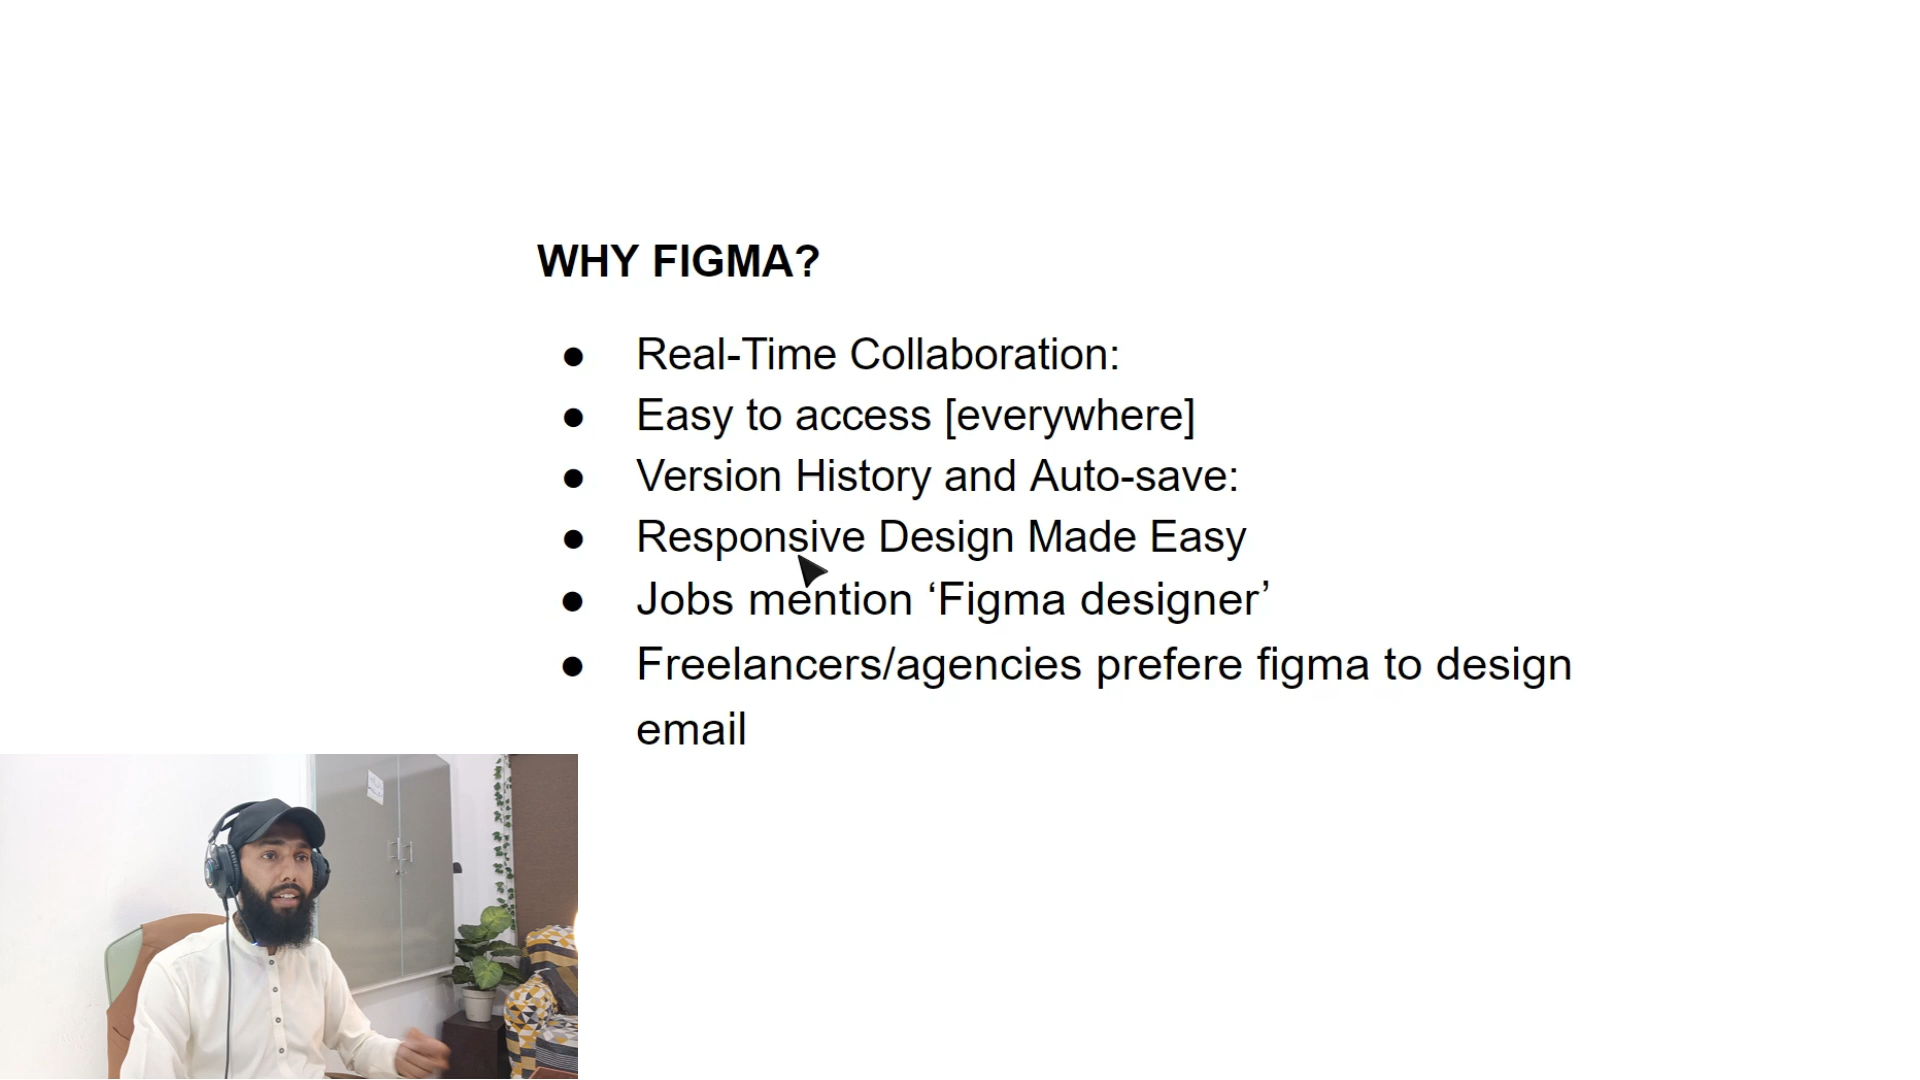 WHY FIGMA?
● Real-Time Collaboration:
● Easy to access [everywhere]
● Version History and Auto-save:
● Responsive Design Made Easy
● Jobs mention ‘Figma designer’
● Freelancers/agencies prefere figma to design
email